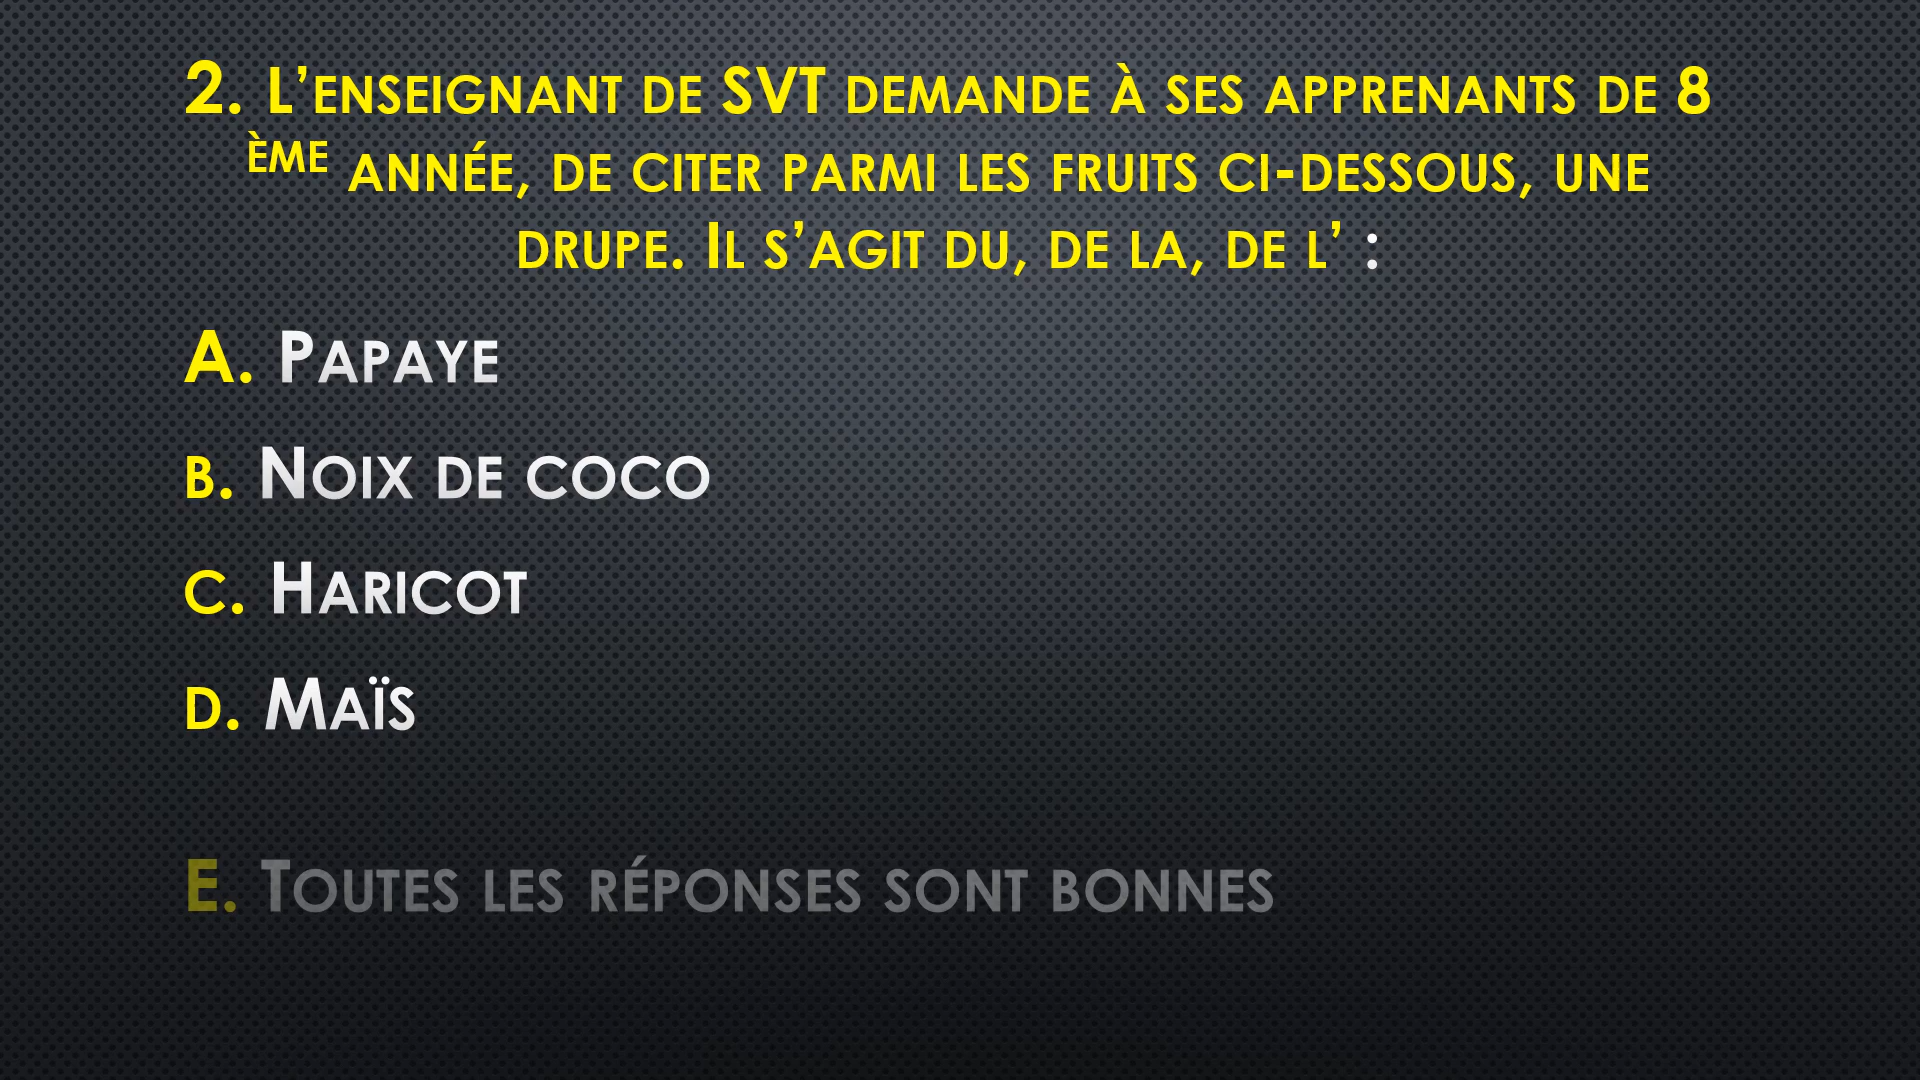 2. L’enseignant de SVT demande à ses apprenants de 8
ème année, de citer parmi les fruits ci-dessous, une
drupe. Il s’agit du, de la, de l’ :
A. Papaye
B. Noix de coco
C. Haricot
D. Maïs
E. Toutes les réponses sont bonnes